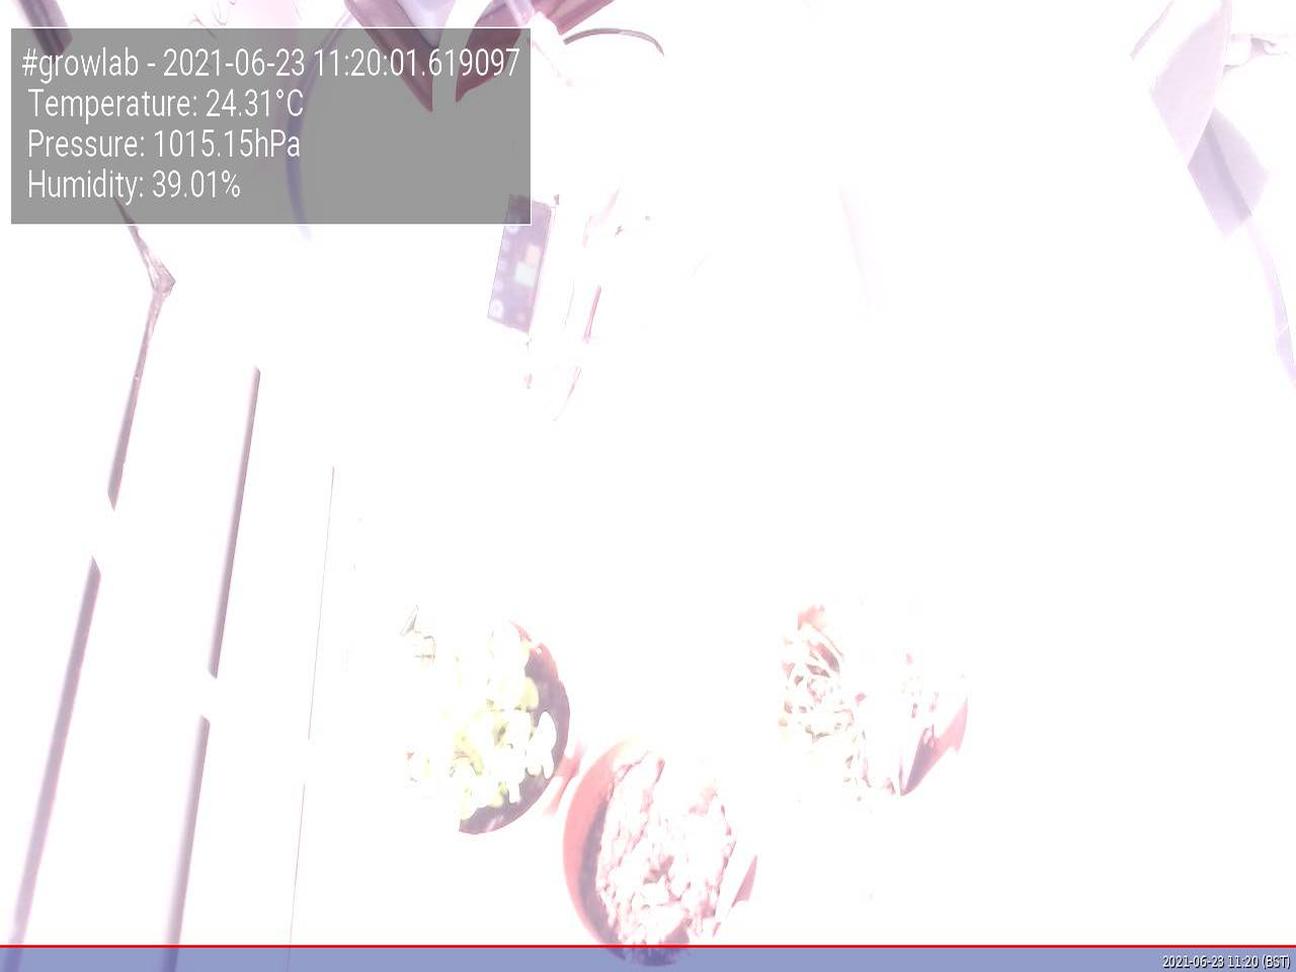 #growlab - 2021-06-23 11:20:01.619097
Temperature: 24.31°C
Pressure: 1015.15hPa
Humidity: 39.01%
2021-06-23 11:20 (BST)